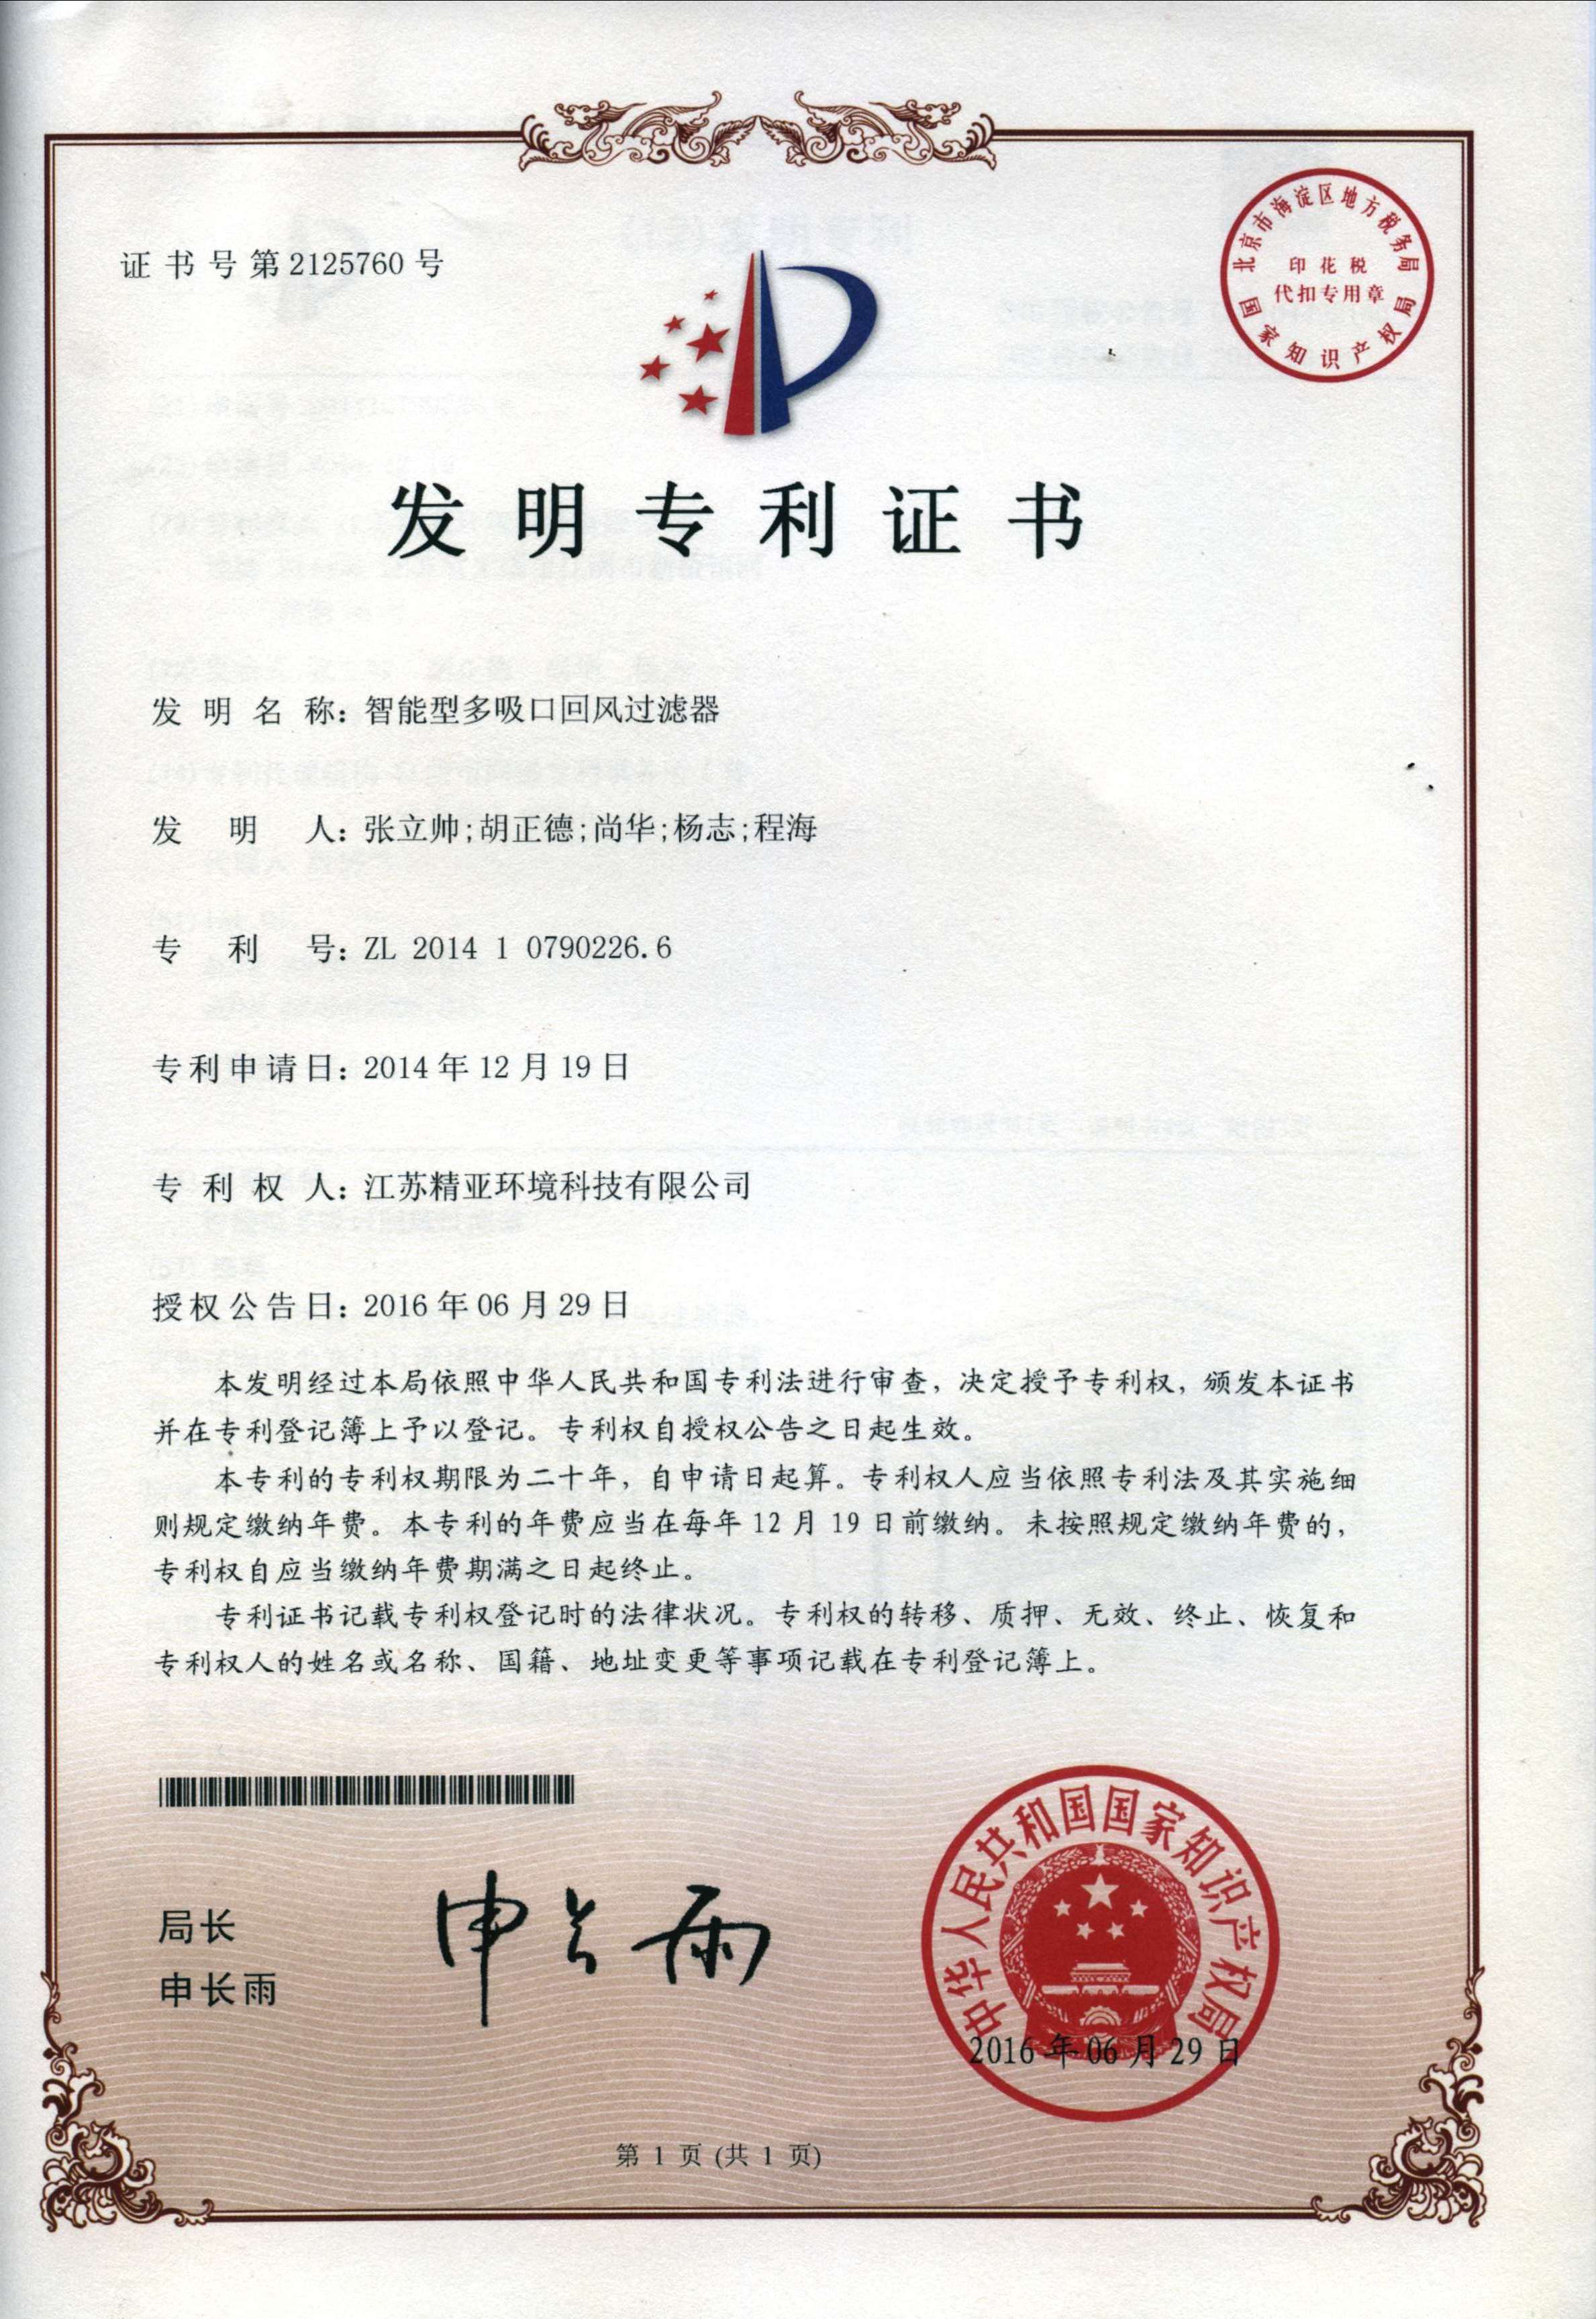 证书号第2125760号
北京市海淀区地方税务局
印花税
代扣专用章
国家知识产权局
发明专利证书
发明名称：智能型多吸口回风过滤器
发明人：张立帅;胡正德;尚华;杨志;程海
专利号：ZL 2014 1 0790226.6
专利申请日：2014年12月19日
专利权人：江苏精亚环境科技有限公司
授权公告日：2016年06月29日
本发明经过本局依照中华人民共和国专利法进行审查，决定授予专利权，颁发本证书
并在专利登记簿上予以登记。专利权自授权公告之日起生效。
本专利的专利权期限为二十年，自申请日起算。专利权人应当依照专利法及其实施细
则规定缴纳年费。本专利的年费应当在每年12月19日前缴纳。未按照规定缴纳年费的，
专利权自应当缴纳年费期满之日起终止。
专利证书记载专利权登记时的法律状况。专利权的转移、质押、无效、终止、恢复和
专利权人的姓名或名称、国籍、地址变更等事项记载在专利登记簿上。
局长
申长雨
申长雨
中华人民共和国国家知识产权局
2016年06月29日
第 1 页 (共 1 页)